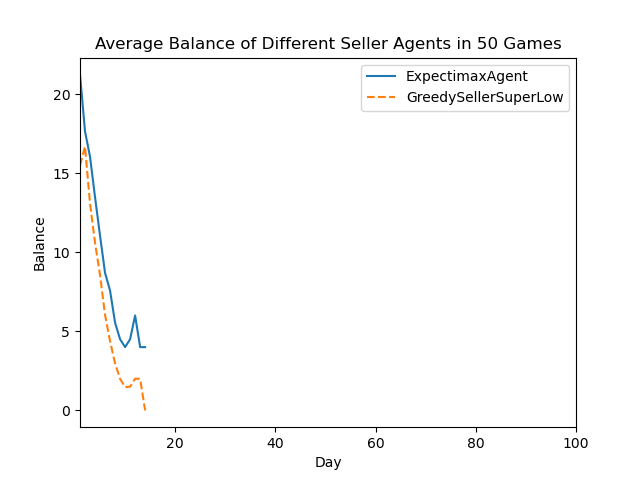 Average Balance of Different Seller Agents in 50 Games
ExpectimaxAgent
GreedySellerSuperLow
Balance
20
15
10
5
0
20 40 60 80 100
Day